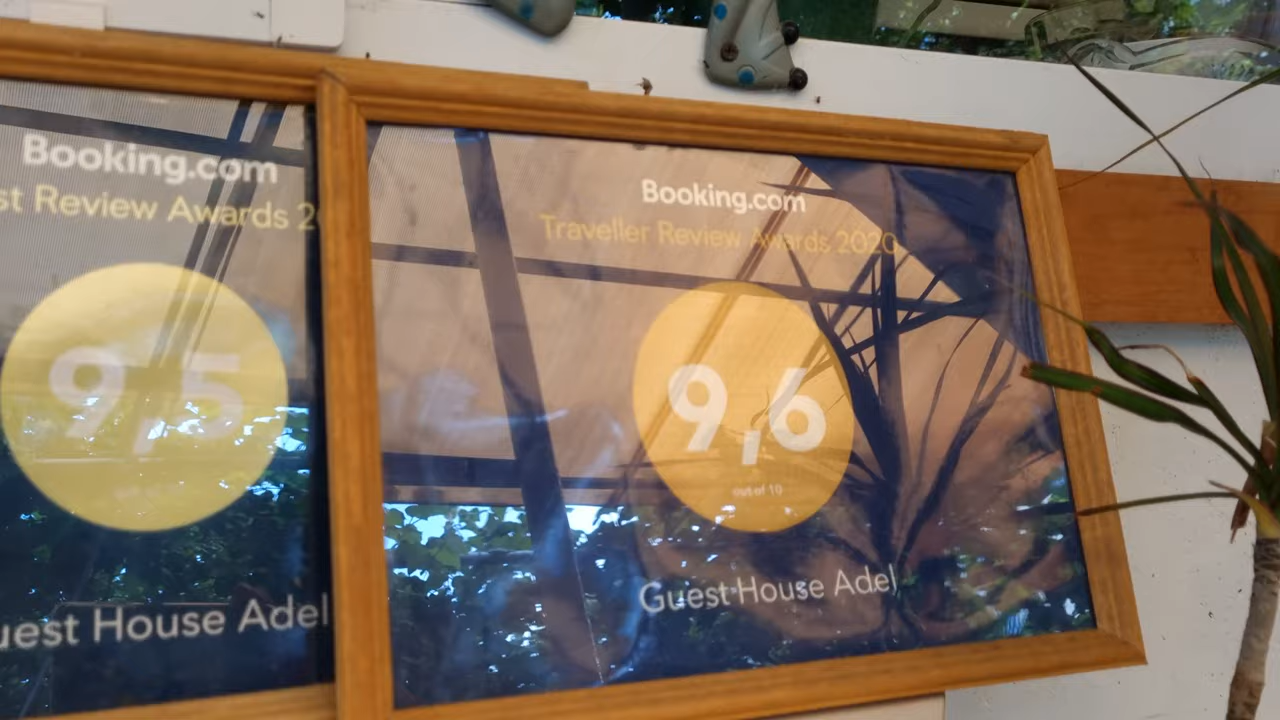 Booking.com
st Review Awards 20
9,5
uest House Adel
Booking.com
Traveller Review Awards 2020
9,6
out of 10
Guest House Adel